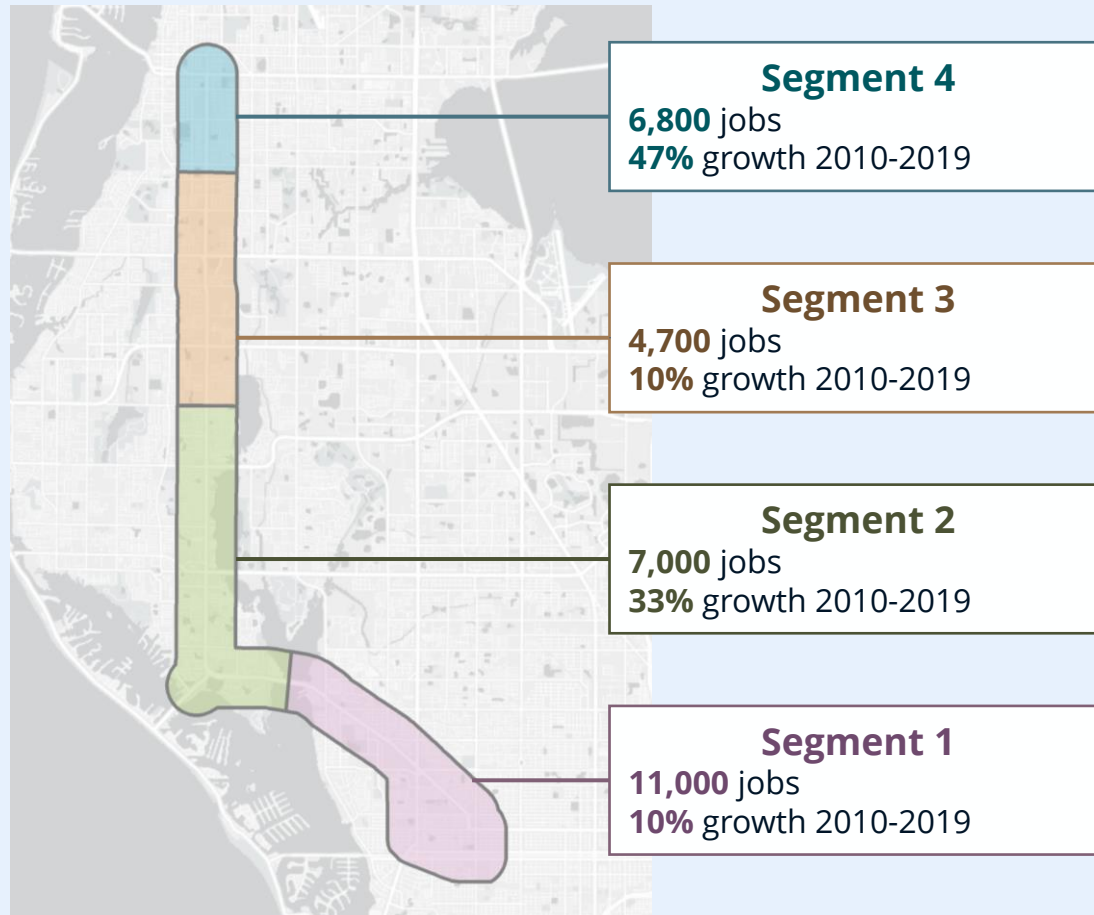 Segment 4
6,800 jobs
47% growth 2010-2019
Segment 3
4,700 jobs
10% growth 2010-2019
Segment 2
7,000 jobs
33% growth 2010-2019
Segment 1
11,000 jobs
10% growth 2010-2019